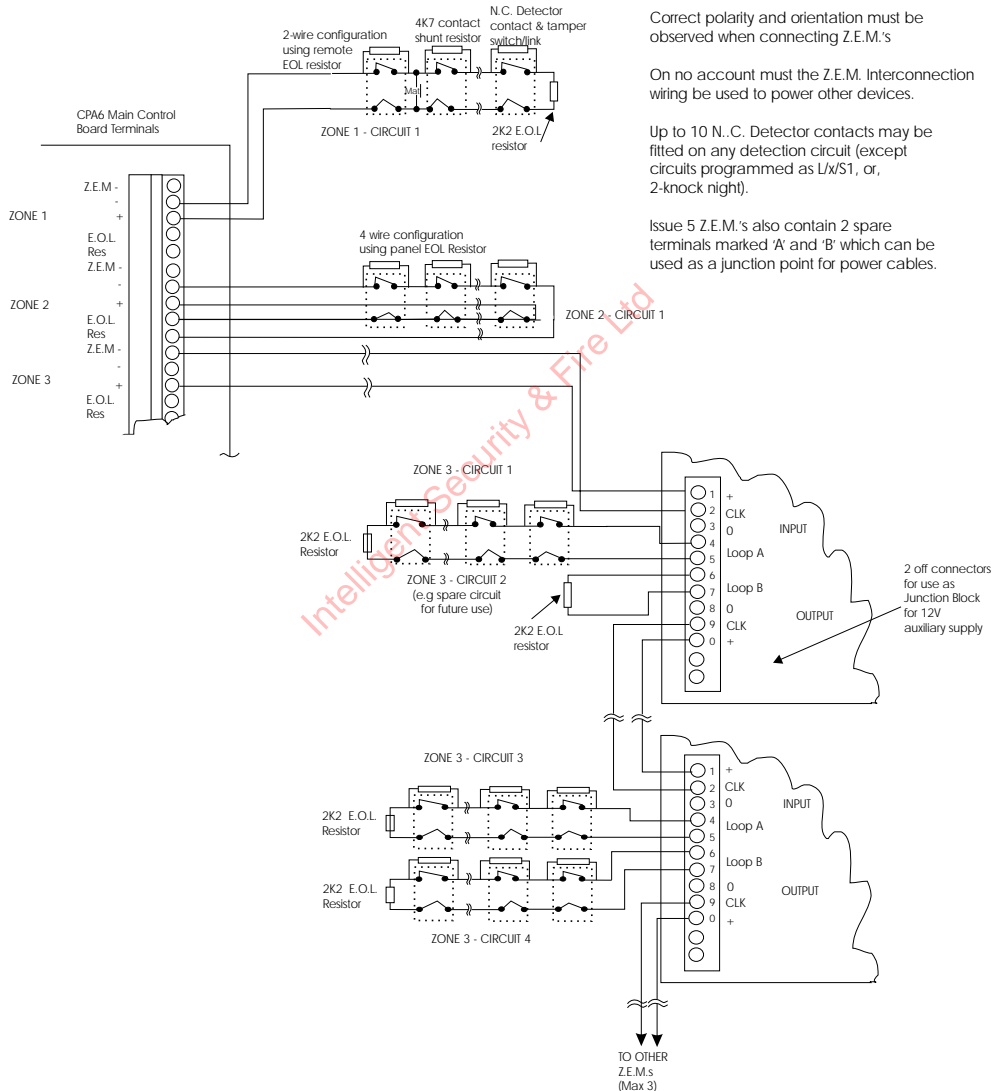 2-wire configuration
using remote
EOL resistor
4K7 contact
shunt resistor
N.C. Detector
contact & tamper
switch/link
Mat
ZONE 1 - CIRCUIT 1
2K2 E.O.L
resistor
Correct polarity and orientation must be
observed when connecting Z.E.M.'s
On no account must the Z.E.M. Interconnection
wiring be used to power other devices.
Up to 10 N..C. Detector contacts may be
fitted on any detection circuit (except
circuits programmed as L/x/S1, or,
2-knock night).
Issue 5 Z.E.M.'s also contain 2 spare
terminals marked 'A' and 'B' which can be
used as a junction point for power cables.
CPA6 Main Control
Board Terminals
Z.E.M -
-
ZONE 1
+
E.O.L.
Res
Z.E.M -
-
ZONE 2
+
E.O.L.
Res
Z.E.M -
-
ZONE 3
+
E.O.L.
Res
4 wire configuration
using panel EOL Resistor
ZONE 2 - CIRCUIT 1
Intelligent Security & Fire Ltd
ZONE 3 - CIRCUIT 1
2K2 E.O.L.
Resistor
ZONE 3 - CIRCUIT 2
(e.g spare circuit
for future use)
2K2 E.O.L
resistor
1 +
2 CLK
3 0
INPUT
4
Loop A
5
6
Loop B
7
8 0
OUTPUT
9 CLK
0 +
2 off connectors
for use as
Junction Block
for 12V
auxiliary supply
ZONE 3 - CIRCUIT 3
2K2 E.O.L.
Resistor
2K2 E.O.L.
Resistor
ZONE 3 - CIRCUIT 4
1 +
2 CLK
3 0
INPUT
4
Loop A
5
6
Loop B
7
8 0
OUTPUT
9 CLK
0 +
TO OTHER
Z.E.M.s
(Max 3)